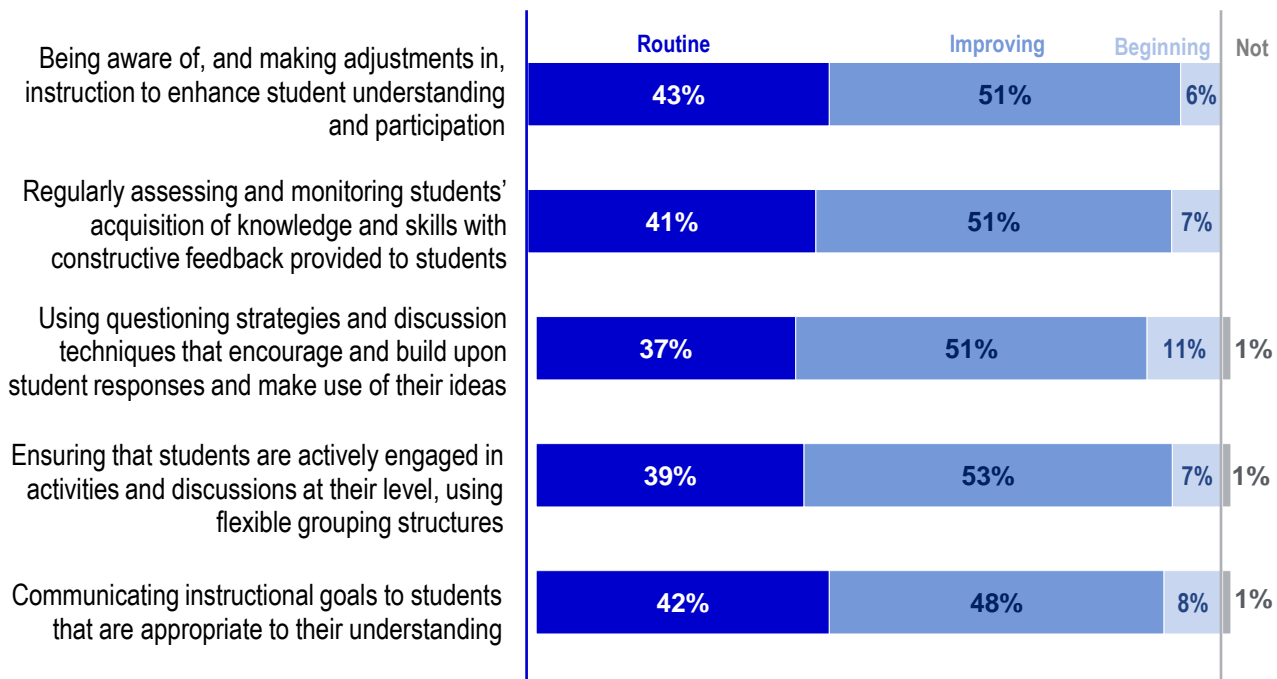 Routine Improving Beginning Not
Being aware of, and making adjustments in,
instruction to enhance student understanding
and participation
43% 51% 6%
Regularly assessing and monitoring students’
acquisition of knowledge and skills with
constructive feedback provided to students
41% 51% 7%
Using questioning strategies and discussion
techniques that encourage and build upon
student responses and make use of their ideas
37% 51% 11% 1%
Ensuring that students are actively engaged in
activities and discussions at their level, using
flexible grouping structures
39% 53% 7% 1%
Communicating instructional goals to students
that are appropriate to their understanding
42% 48% 8% 1%